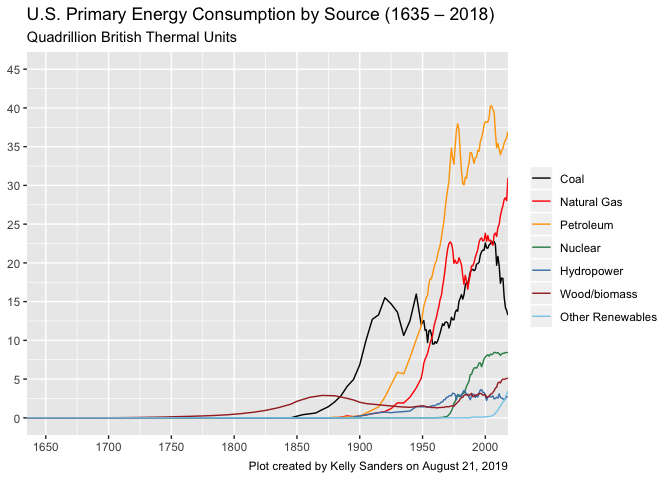 U.S. Primary Energy Consumption by Source (1635 – 2018)
Quadrillion British Thermal Units
45
40
35
30
25
20
15
10
5
0
1650 1700 1750 1800 1850 1900 1950 2000
Coal
Natural Gas
Petroleum
Nuclear
Hydropower
Wood/biomass
Other Renewables
Plot created by Kelly Sanders on August 21, 2019